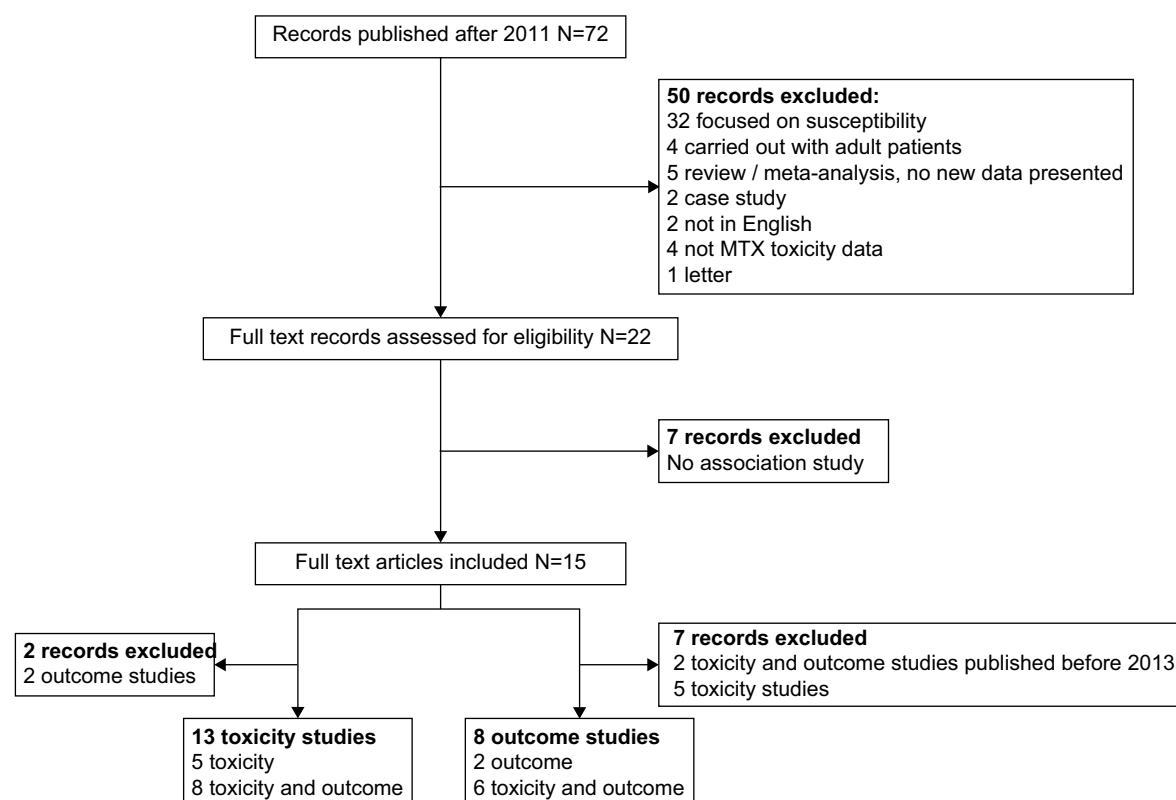 Records published after 2011 N=72
50 records excluded:
32 focused on susceptibility
4 carried out with adult patients
5 review / meta-analysis, no new data presented
2 case study
2 not in English
4 not MTX toxicity data
1 letter
Full text records assessed for eligibility N=22
7 records excluded
No association study
Full text articles included N=15
2 records excluded
2 outcome studies
7 records excluded
2 toxicity and outcome studies published before 2013
5 toxicity studies
13 toxicity studies
5 toxicity
8 toxicity and outcome
8 outcome studies
2 outcome
6 toxicity and outcome